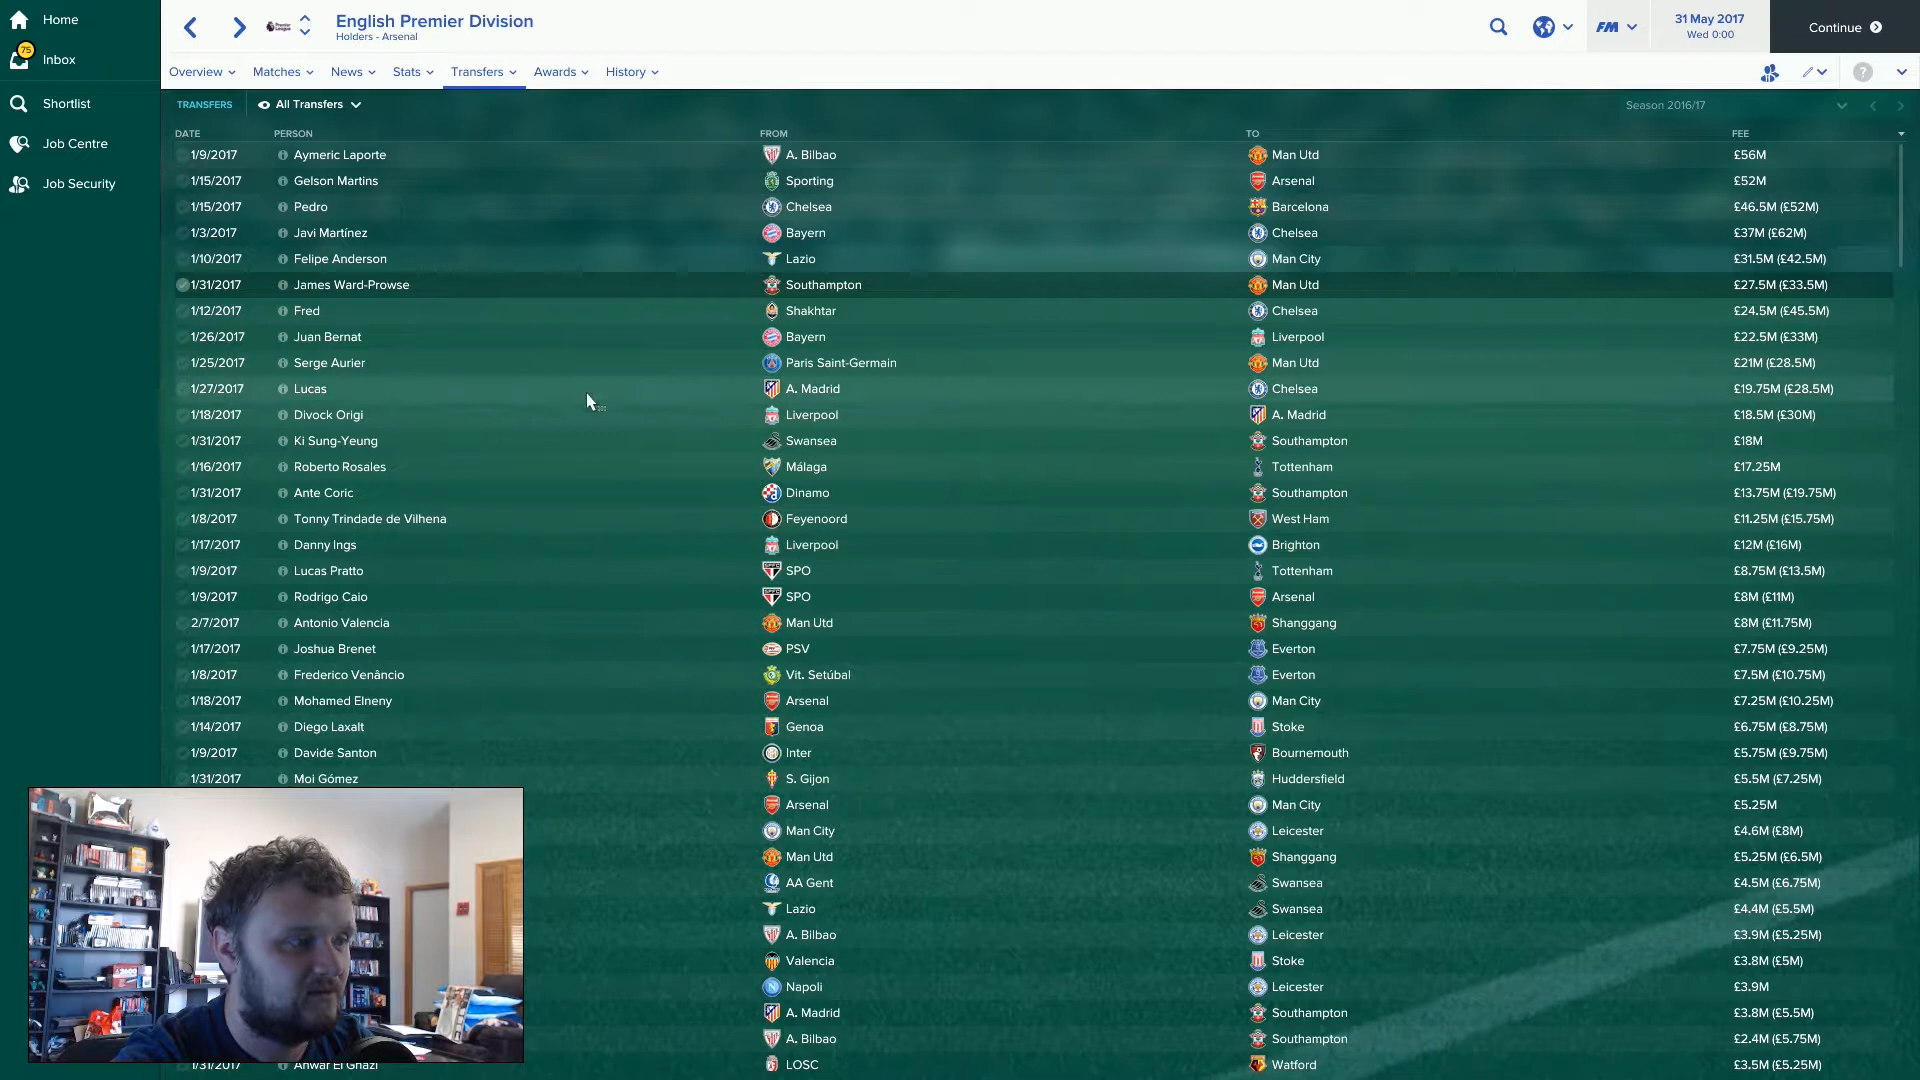 Home
75
Inbox
Shortlist
Job Centre
Job Security
English Premier Division
Holders - Arsenal
FM
31 May 2017
Wed 0:00
Continue
Overview Matches News Stats Transfers Awards History
?
TRANSFERS All Transfers Season 2016/17
DATE PERSON FROM TO FEE
1/9/2017 Aymeric Laporte A. Bilbao Man Utd £56M
1/15/2017 Gelson Martins Sporting Arsenal £52M
1/15/2017 Pedro Chelsea Barcelona £46.5M (£52M)
1/3/2017 Javi Martínez Bayern Chelsea £37M (£62M)
1/10/2017 Felipe Anderson Lazio Man City £31.5M (£42.5M)
1/31/2017 James Ward-Prowse Southampton Man Utd £27.5M (£33.5M)
1/12/2017 Fred Shakhtar Chelsea £24.5M (£45.5M)
1/26/2017 Juan Bernat Bayern Liverpool £22.5M (£33M)
1/25/2017 Serge Aurier Paris Saint-Germain Man Utd £21M (£28.5M)
1/27/2017 Lucas A. Madrid Chelsea £19.75M (£28.5M)
1/18/2017 Divock Origi Liverpool A. Madrid £18.5M (£30M)
1/31/2017 Ki Sung-Yeung Swansea Southampton £18M
1/16/2017 Roberto Rosales Málaga Tottenham £17.25M
1/31/2017 Ante Coric Dinamo Southampton £13.75M (£19.75M)
1/8/2017 Tonny Trindade de Vilhena Feyenoord West Ham £11.25M (£15.75M)
1/17/2017 Danny Ings Liverpool Brighton £12M (£16M)
1/9/2017 Lucas Pratto SPO Tottenham £8.75M (£13.5M)
1/9/2017 Rodrigo Caio SPO Arsenal £8M (£11M)
2/7/2017 Antonio Valencia Man Utd Shanggang £8M (£11.75M)
1/17/2017 Joshua Brenet PSV Everton £7.75M (£9.25M)
1/8/2017 Frederico Venâncio Vit. Setúbal Everton £7.5M (£10.75M)
1/18/2017 Mohamed Elneny Arsenal Man City £7.25M (£10.25M)
1/14/2017 Diego Laxalt Genoa Stoke £6.75M (£8.75M)
1/9/2017 Davide Santon Inter Bournemouth £5.75M (£9.75M)
1/31/2017 Moi Gómez S. Gijon Huddersfield £5.5M (£7.25M)
Arsenal Man City £5.25M
Man City Leicester £4.6M (£8M)
Man Utd Shanggang £5.25M (£6.5M)
AA Gent Swansea £4.5M (£6.75M)
Lazio Swansea £4.4M (£5.5M)
A. Bilbao Leicester £3.9M (£5.25M)
Valencia Stoke £3.8M (£5M)
Napoli Leicester £3.9M
A. Madrid Southampton £3.8M (£5.5M)
A. Bilbao Southampton £2.4M (£5.75M)
1/31/2017 Anwar El Ghazi LOSC Watford £3.5M (£5.25M)